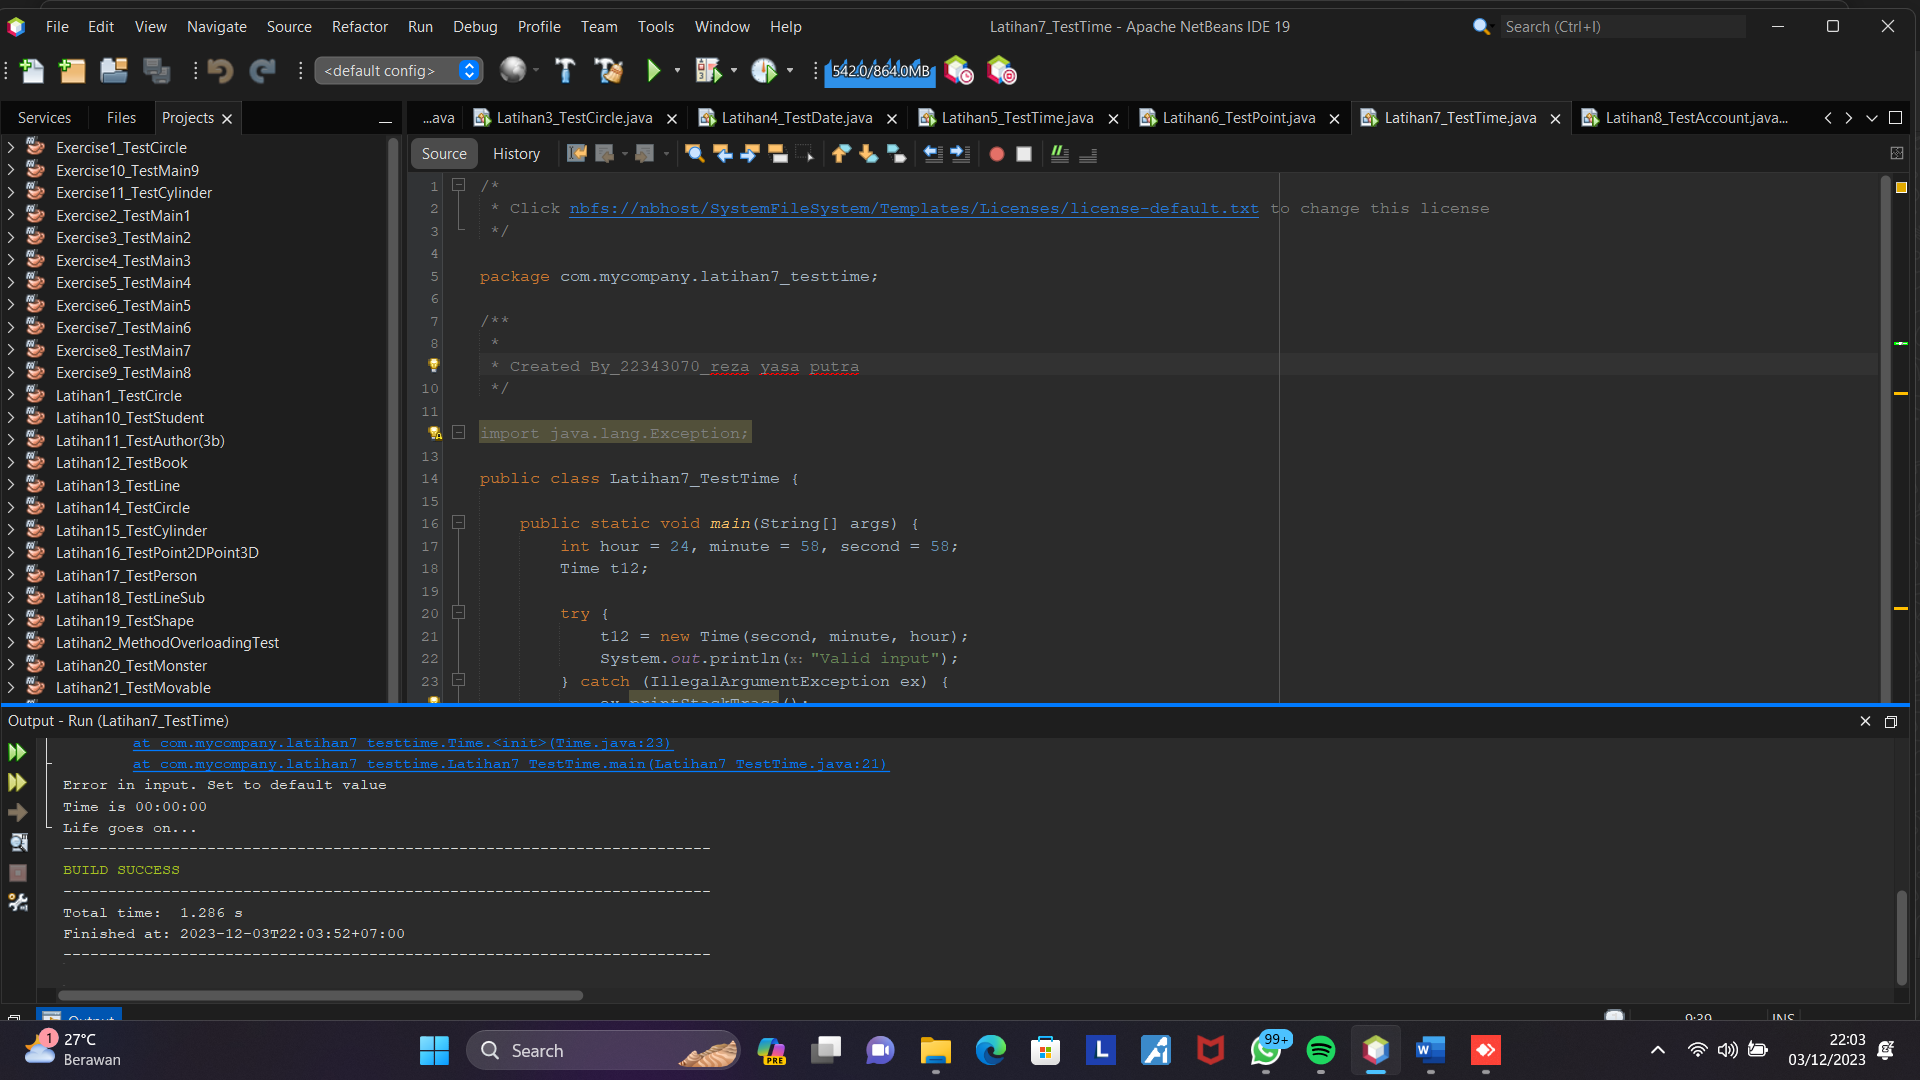 File Edit View Navigate Source Refactor Run Debug Profile Team Tools Window Help
Latihan7_TestTime - Apache NetBeans IDE 19
Search (Ctrl+I)
<default config>
542.0/864.0MB
Services Files Projects
...ava Latihan3_TestCircle.java Latihan4_TestDate.java Latihan5_TestTime.java Latihan6_TestPoint.java Latihan7_TestTime.java Latihan8_TestAccount.java...
Source History
Exercise1_TestCircle
Exercise10_TestMain9
Exercise11_TestCylinder
Exercise2_TestMain1
Exercise3_TestMain2
Exercise4_TestMain3
Exercise5_TestMain4
Exercise6_TestMain5
Exercise7_TestMain6
Exercise8_TestMain7
Exercise9_TestMain8
Latihan1_TestCircle
Latihan10_TestStudent
Latihan11_TestAuthor(3b)
Latihan12_TestBook
Latihan13_TestLine
Latihan14_TestCircle
Latihan15_TestCylinder
Latihan16_TestPoint2DPoint3D
Latihan17_TestPerson
Latihan18_TestLineSub
Latihan19_TestShape
Latihan2_MethodOverloadingTest
Latihan20_TestMonster
Latihan21_TestMovable
1 /*
2 * Click nbfs://nbhost/SystemFileSystem/Templates/Licenses/license-default.txt to change this license
3 */
4
5 package com.mycompany.latihan7_testtime;
6
7 /**
8 *
* Created By_22343070_reza yasa putra
10 */
11
import java.lang.Exception;
13
14 public class Latihan7_TestTime {
15
16 public static void main(String[] args) {
17 int hour = 24, minute = 58, second = 58;
18 Time t12;
19
20 try {
21 t12 = new Time(second, minute, hour);
22 System.out.println(x: "Valid input");
23 } catch (IllegalArgumentException ex) {
ex.printStackTrace();
Output - Run (Latihan7_TestTime)
at com.mycompany.latihan7_testtime.Time.<init>(Time.java:23)
at com.mycompany.latihan7_testtime.Latihan7_TestTime.main(Latihan7_TestTime.java:21)
Error in input. Set to default value
Time is 00:00:00
Life goes on...
------------------------------------------------------------------------
BUILD SUCCESS
------------------------------------------------------------------------
Total time:  1.286 s
Finished at: 2023-12-03T22:03:52+07:00
------------------------------------------------------------------------
Output
9:39 INS
1
27°C
Berawan
Search
PRE
L
99+
W
22:03
03/12/2023